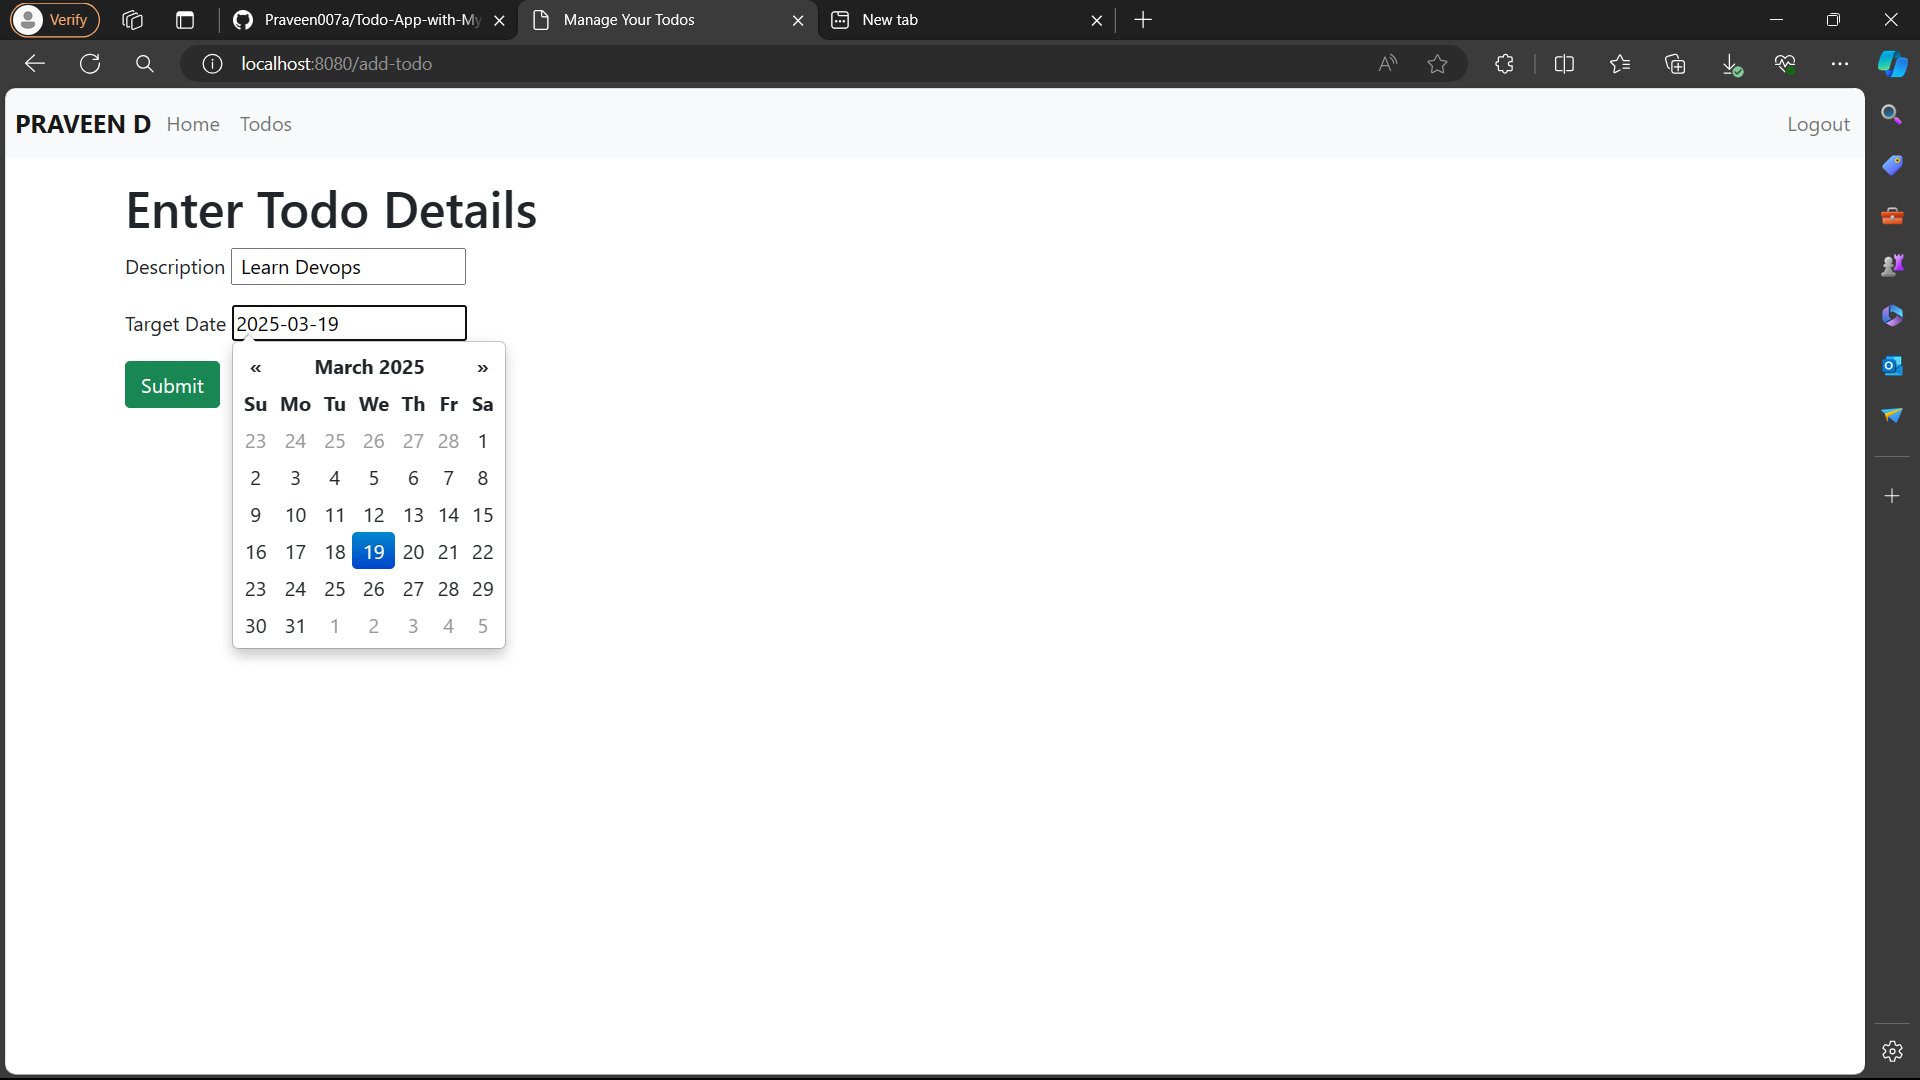 Verify
Praveen007a/Todo-App-with-My
Manage Your Todos
New tab
localhost:8080/add-todo
PRAVEEN D Home Todos Logout
Enter Todo Details
Description Learn Devops
Target Date 2025-03-19
Submit
« March 2025 »
Su Mo Tu We Th Fr Sa
23 24 25 26 27 28 1
2 3 4 5 6 7 8
9 10 11 12 13 14 15
16 17 18 19 20 21 22
23 24 25 26 27 28 29
30 31 1 2 3 4 5